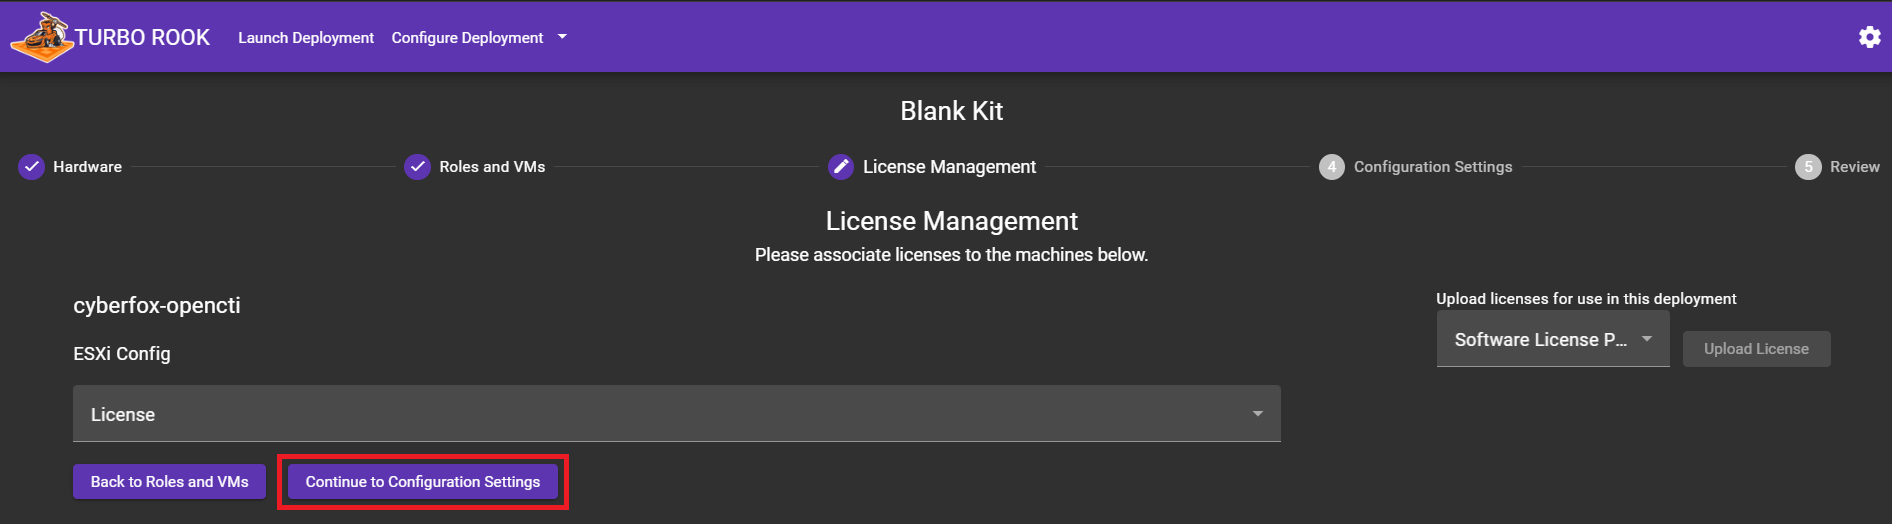 TURBO ROOK Launch Deployment Configure Deployment
Blank Kit
Hardware Roles and VMs License Management 4 Configuration Settings 5 Review
License Management
Please associate licenses to the machines below.
cyberfox-opencti
Upload licenses for use in this deployment
Software License P...
Upload License
ESXi Config
License
Back to Roles and VMs Continue to Configuration Settings